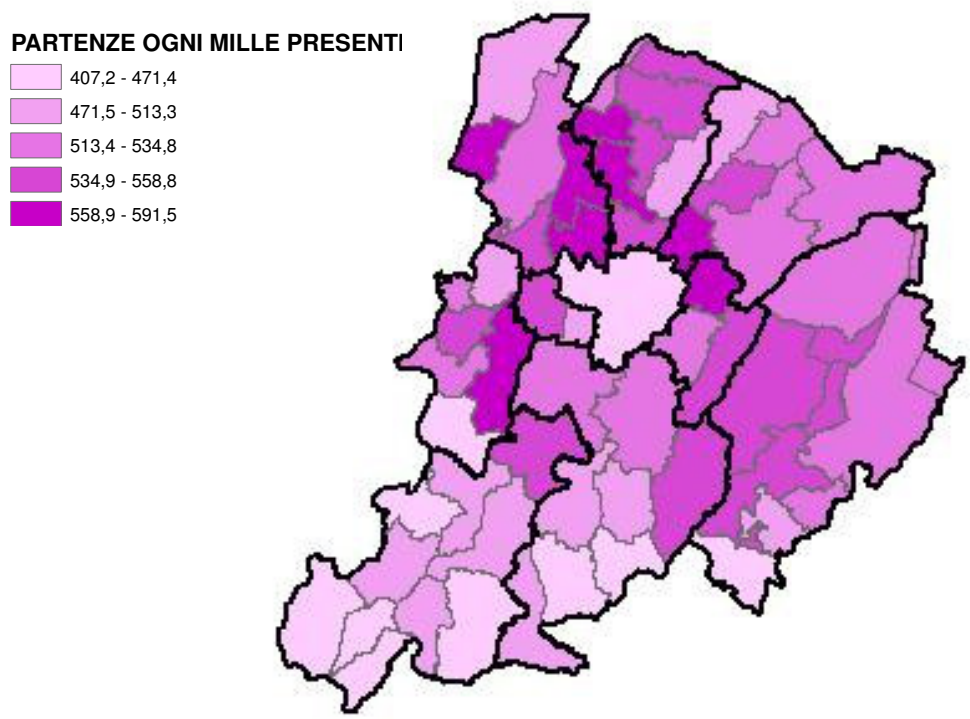 PARTENZE OGNI MILLE PRESENTI
407,2 - 471,4
471,5 - 513,3
513,4 - 534,8
534,9 - 558,8
558,9 - 591,5